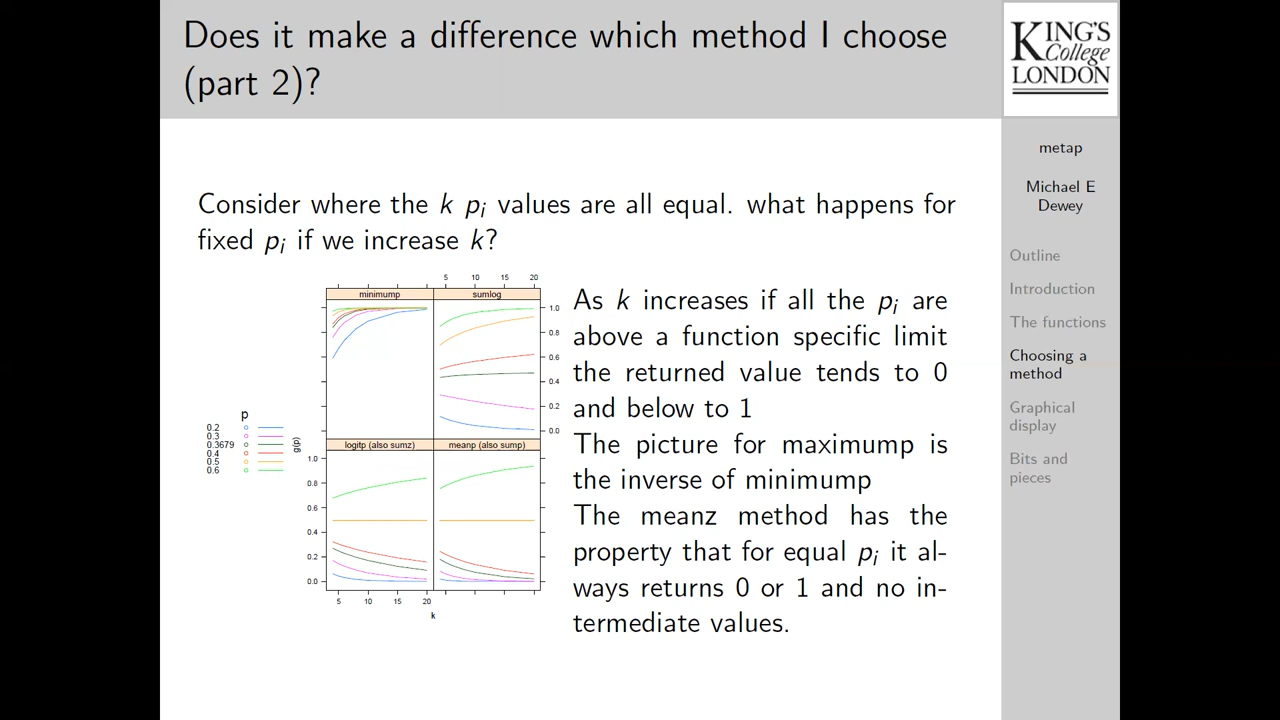 Does it make a difference which method I choose
(part 2)?
KING'S
College
LONDON
metap
Michael E
Dewey
Outline
Introduction
The functions
Choosing a
method
Graphical
display
Bits and
pieces
Consider where the k pi values are all equal. what happens for
fixed pi if we increase k?
5 10 15 20
minimump sumlog
1.0
0.8
0.6
0.4
0.2
0.0
logitp (also sumz) meanp (also sump)
1.0
0.8
0.6
0.4
0.2
0.0
5 10 15 20
k
g(p)
p
0.2
0.3
0.3679
0.4
0.5
0.6
As k increases if all the pi are
above a function specific limit
the returned value tends to 0
and below to 1
The picture for maximump is
the inverse of minimump
The meanz method has the
property that for equal pi it al-
ways returns 0 or 1 and no in-
termediate values.